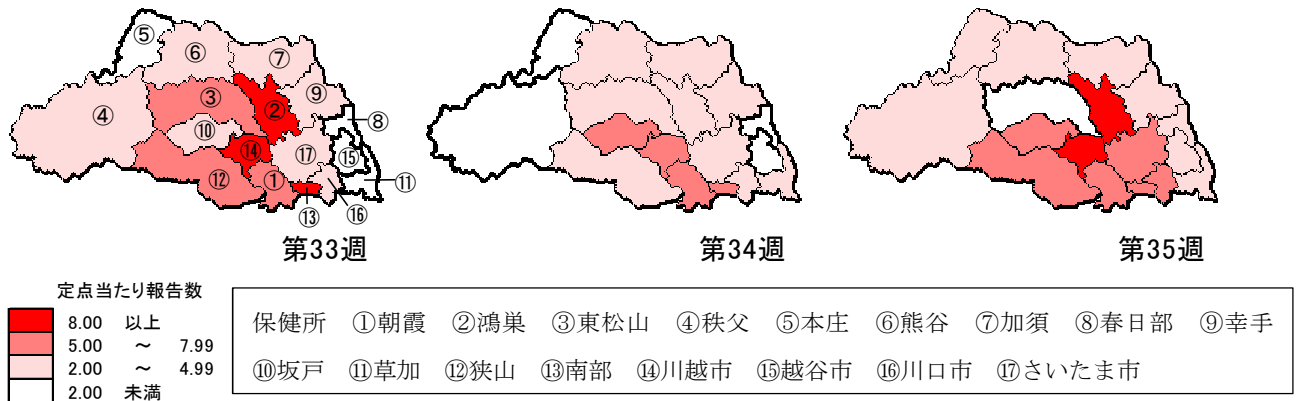 ⑤
⑥
⑦
④
③
②
⑨
⑧
⑩
⑭
⑰
⑮
⑫
①
⑪
⑬
⑯
第33週
第34週
第35週
定点当たり報告数
8.00 以上
5.00 ～ 7.99
2.00 ～ 4.99
2.00 未満
保健所 ①朝霞 ②鴻巣 ③東松山 ④秩父 ⑤本庄 ⑥熊谷 ⑦加須 ⑧春日部 ⑨幸手
⑩坂戸 ⑪草加 ⑫狭山 ⑬南部 ⑭川越市 ⑮越谷市 ⑯川口市 ⑰さいたま市